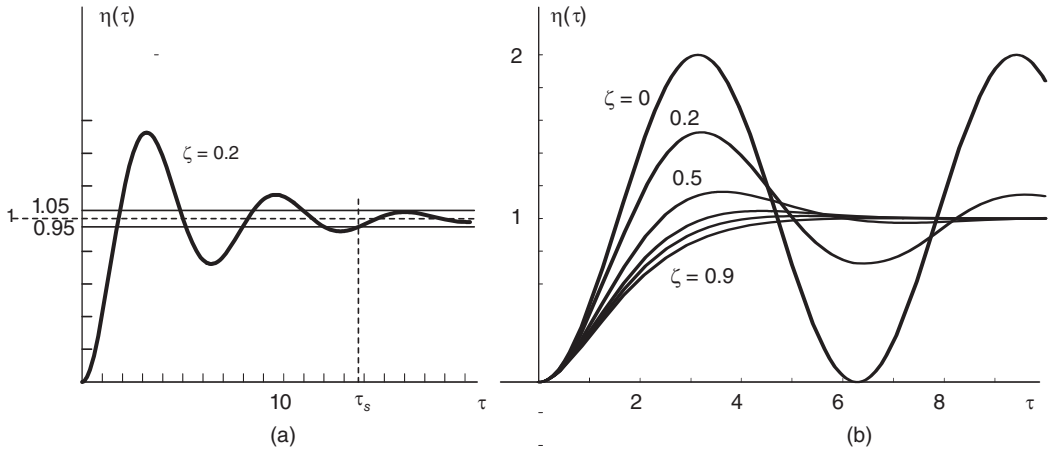 η(τ)
ζ = 0.2
1.05
1
0.95
10
τs
τ
(a)
η(τ)
2
ζ = 0
0.2
0.5
1
ζ = 0.9
2
4
6
8
τ
(b)